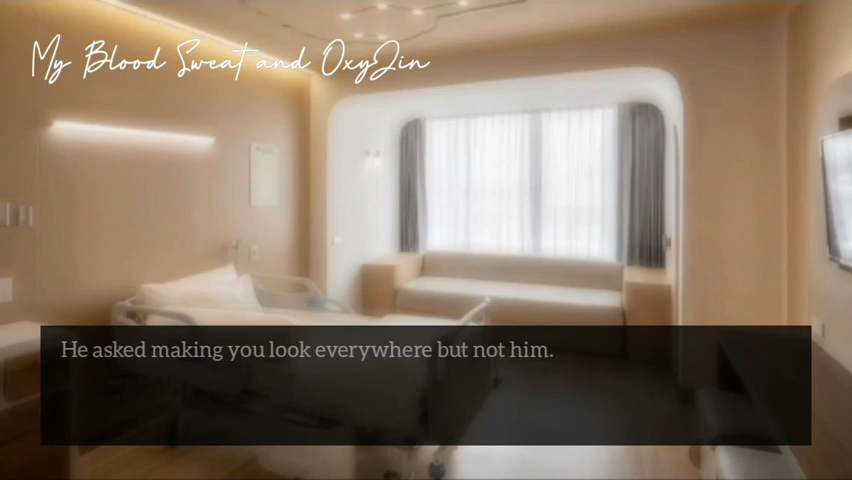 My Blood Sweat and OxyJin
He asked making you look everywhere but not him.